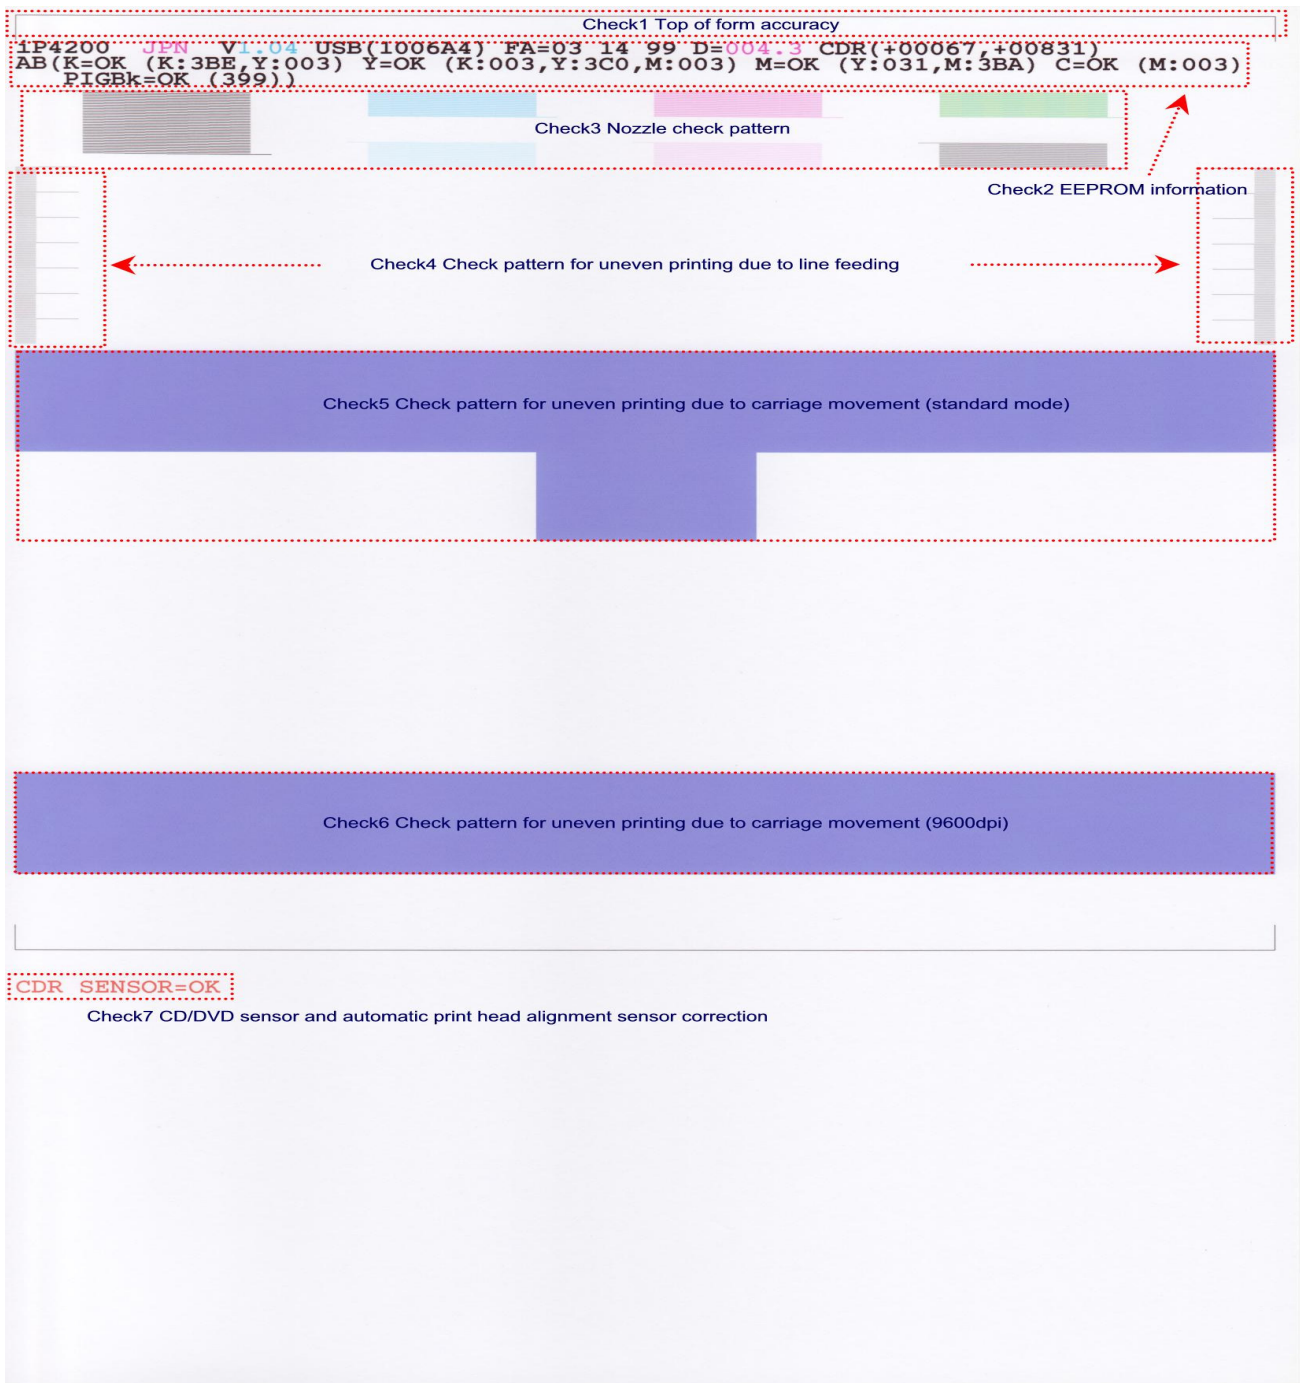 Check1 Top of form accuracy
iP4200 JPN V1.04 USB(1006A4) FA=03 14 99 D=004.3 CDR(+00067,+00831)
AB(K=OK (K:3BE,Y:003) Y=OK (K:003,Y:3C0,M:003) M=OK (Y:031,M:3BA) C=OK (M:003)
PIGBk=OK (399))
Check3 Nozzle check pattern
Check2 EEPROM information
Check4 Check pattern for uneven printing due to line feeding
Check5 Check pattern for uneven printing due to carriage movement (standard mode)
Check6 Check pattern for uneven printing due to carriage movement (9600dpi)
CDR SENSOR=OK
Check7 CD/DVD sensor and automatic print head alignment sensor correction